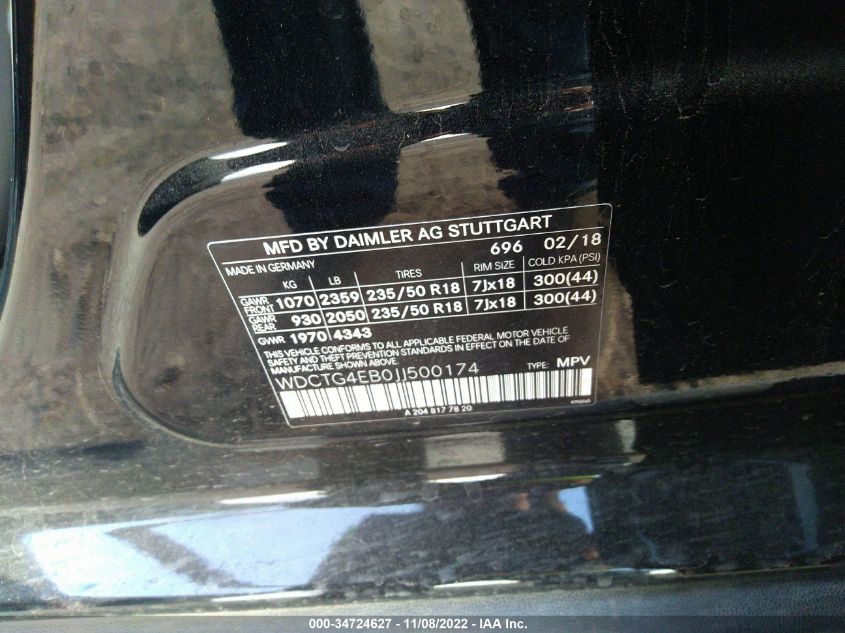 MFD BY DAIMLER AG STUTTGART
MADE IN GERMANY 696 02/18
KG LB TIRES RIM SIZE COLD KPA (PSI)
GAWR FRONT 1070 2359 235/50 R18 7Jx18 300(44)
GAWR REAR 930 2050 235/50 R18 7Jx18 300(44)
GVWR 1970 4343
THIS VEHICLE CONFORMS TO ALL APPLICABLE FEDERAL MOTOR VEHICLE
SAFETY AND THEFT PREVENTION STANDARDS IN EFFECT ON THE DATE OF
MANUFACTURE SHOWN ABOVE.
WDCTG4EB0JJ500174 TYPE: MPV
A 204 817 78 20
000-34724627 - 11/08/2022 - IAA Inc.